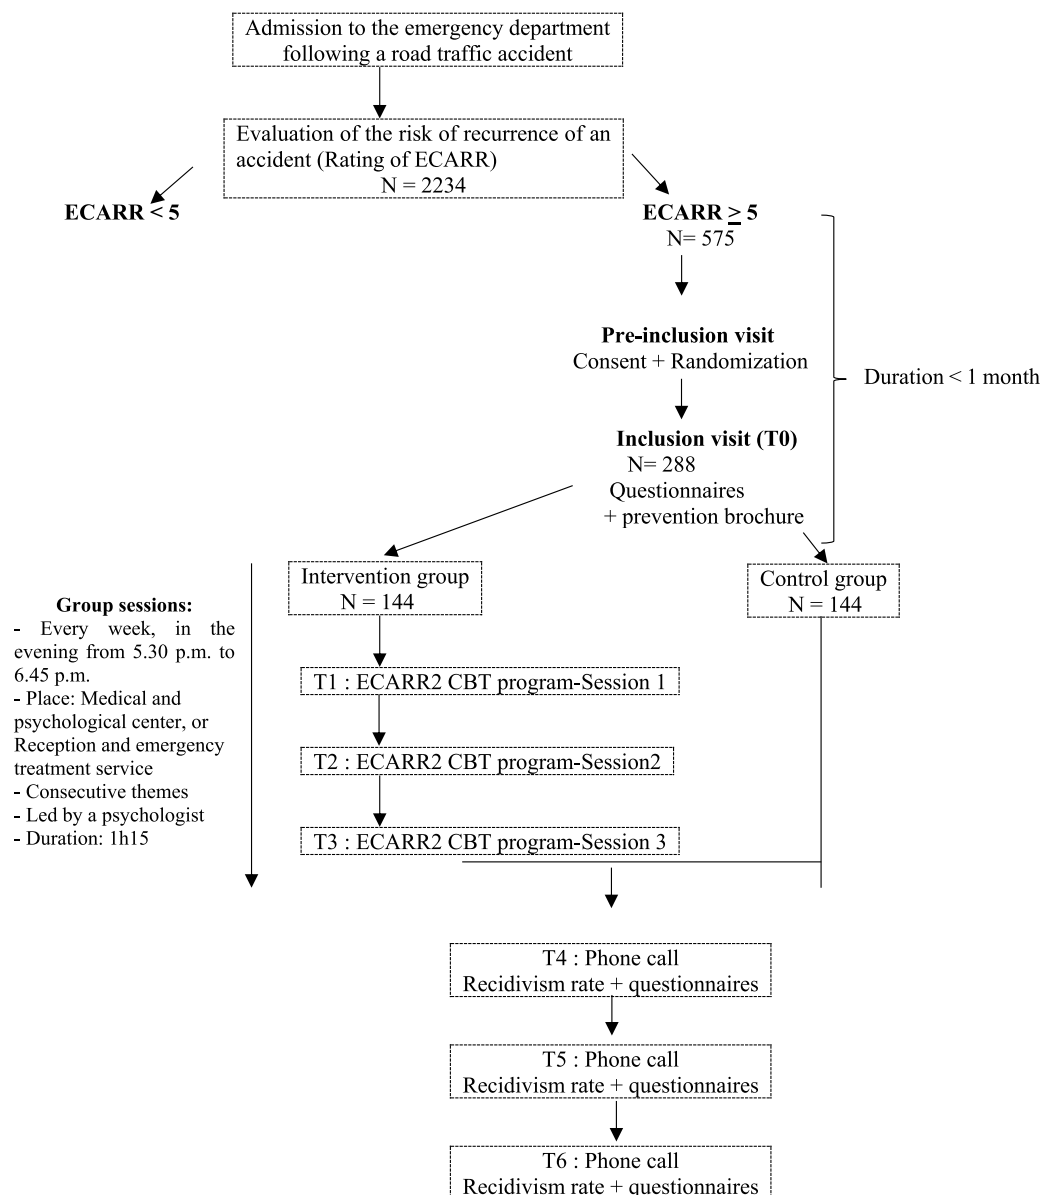 Admission to the emergency department
following a road traffic accident
Evaluation of the risk of recurrence of an
accident (Rating of ECARR)
N = 2234
ECARR < 5
ECARR ≥ 5
N= 575
Pre-inclusion visit
Consent + Randomization
Duration < 1 month
Inclusion visit (T0)
N= 288
Questionnaires
+ prevention brochure
Intervention group
N = 144
Control group
N = 144
Group sessions:
- Every week, in the
evening from 5.30 p.m. to
6.45 p.m.
- Place: Medical and
psychological center, or
Reception and emergency
treatment service
- Consecutive themes
- Led by a psychologist
- Duration: 1h15
T1 : ECARR2 CBT program-Session 1
T2 : ECARR2 CBT program-Session2
T3 : ECARR2 CBT program-Session 3
T4 : Phone call
Recidivism rate + questionnaires
T5 : Phone call
Recidivism rate + questionnaires
T6 : Phone call
Recidivism rate + questionnaires